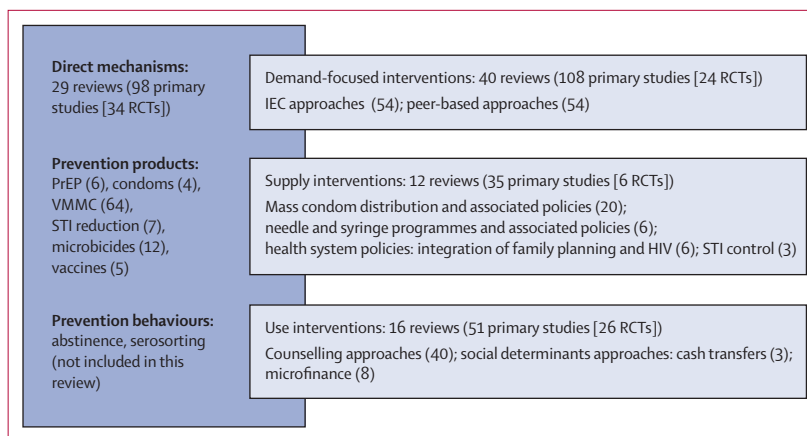 Direct mechanisms:
29 reviews (98 primary
studies [34 RCTs])
Prevention products:
PrEP (6), condoms (4),
VMMC (64),
STI reduction (7),
microbicides (12),
vaccines (5)
Prevention behaviours:
abstinence, serosorting
(not included in this
review)
Demand-focused interventions: 40 reviews (108 primary studies [24 RCTs])
IEC approaches (54); peer-based approaches (54)
Supply interventions: 12 reviews (35 primary studies [6 RCTs])
Mass condom distribution and associated policies (20);
needle and syringe programmes and associated policies (6);
health system policies: integration of family planning and HIV (6); STI control (3)
Use interventions: 16 reviews (51 primary studies [26 RCTs])
Counselling approaches (40); social determinants approaches: cash transfers (3);
microfinance (8)